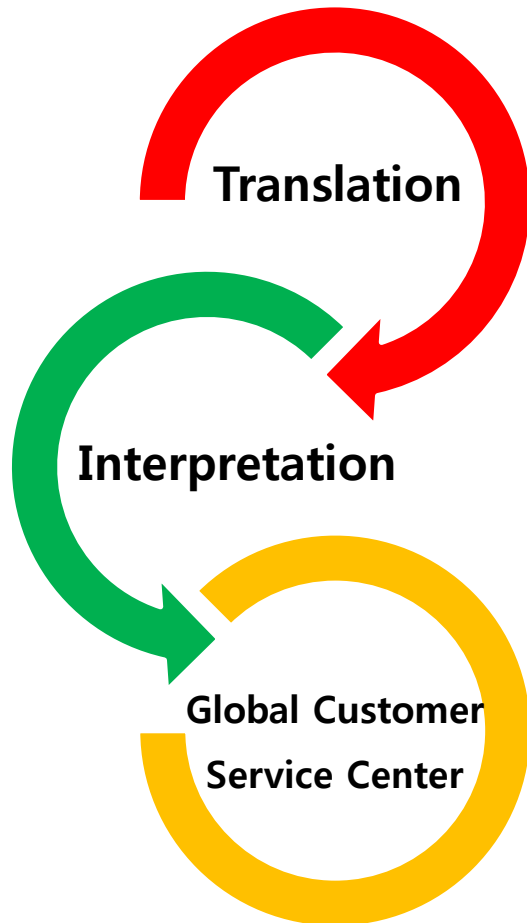 Translation
Interpretation
Global Customer
Service Center